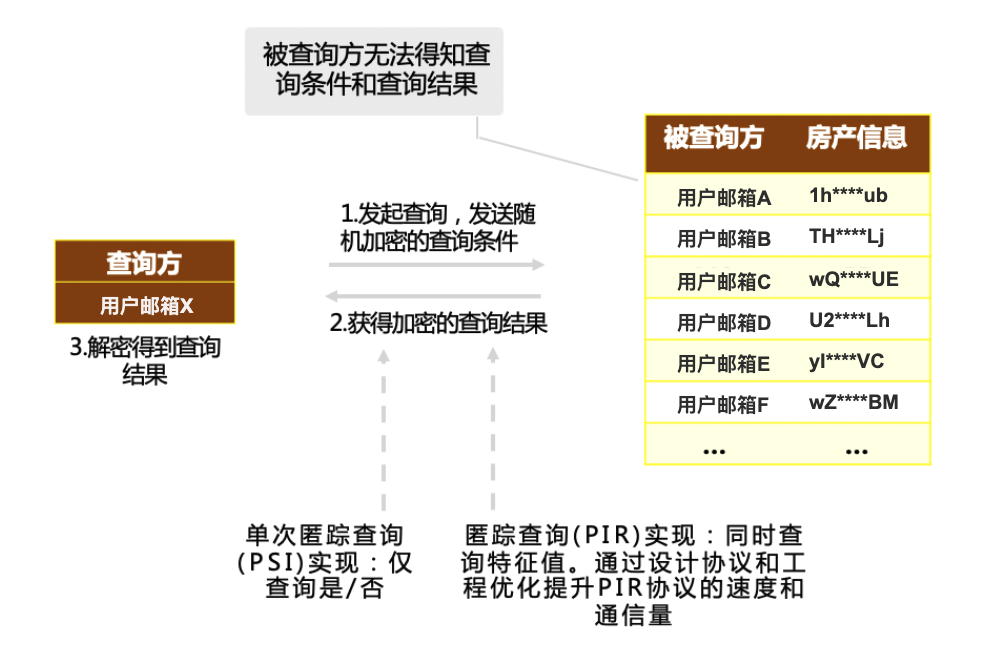 被查询方无法得知查
询条件和查询结果
被查询方 房产信息
用户邮箱A 1h****ub
用户邮箱B TH****Lj
用户邮箱C wQ****UE
用户邮箱D U2****Lh
用户邮箱E yI****VC
用户邮箱F wZ****BM
... ...
1.发起查询，发送随
机加密的查询条件
2.获得加密的查询结果
查询方
用户邮箱X
3.解密得到查询
结果
单次匿踪查询
(PSI)实现：仅
查询是/否
匿踪查询(PIR)实现：同时查
询特征值。通过设计协议和工
程优化提升PIR协议的速度和
通信量